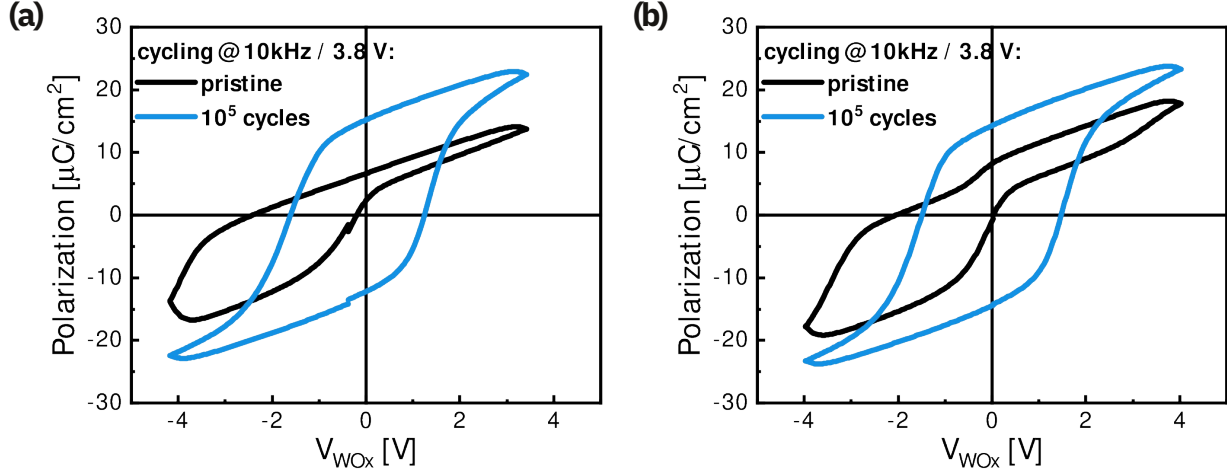 (a)
cycling @ 10kHz / 3.8 V:
pristine
10⁵ cycles
Polarization [μC/cm²]
30
20
10
0
-10
-20
-30
-4
-2
0
2
4
V_WOx [V]
(b)
cycling @ 10kHz / 3.8 V:
pristine
10⁵ cycles
Polarization [μC/cm²]
30
20
10
0
-10
-20
-30
-4
-2
0
2
4
V_WOx [V]